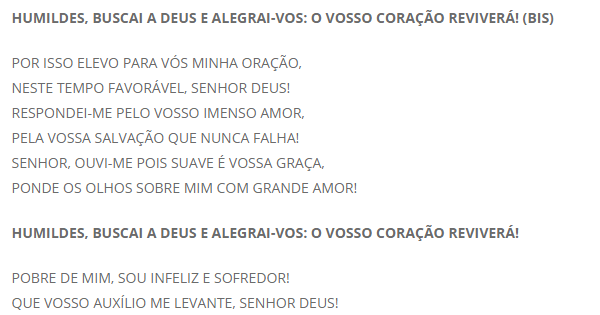 HUMILDES, BUSCAI A DEUS E ALEGRAI-VOS: O VOSSO CORAÇÃO REVIVERÁ! (BIS)
POR ISSO ELEVO PARA VÓS MINHA ORAÇÃO,
NESTE TEMPO FAVORÁVEL, SENHOR DEUS!
RESPONDEI-ME PELO VOSSO IMENSO AMOR,
PELA VOSSA SALVAÇÃO QUE NUNCA FALHA!
SENHOR, OUVI-ME POIS SUAVE É VOSSA GRAÇA,
PONDE OS OLHOS SOBRE MIM COM GRANDE AMOR!
HUMILDES, BUSCAI A DEUS E ALEGRAI-VOS: O VOSSO CORAÇÃO REVIVERÁ!
POBRE DE MIM, SOU INFELIZ E SOFREDOR!
QUE VOSSO AUXÍLIO ME LEVANTE, SENHOR DEUS!